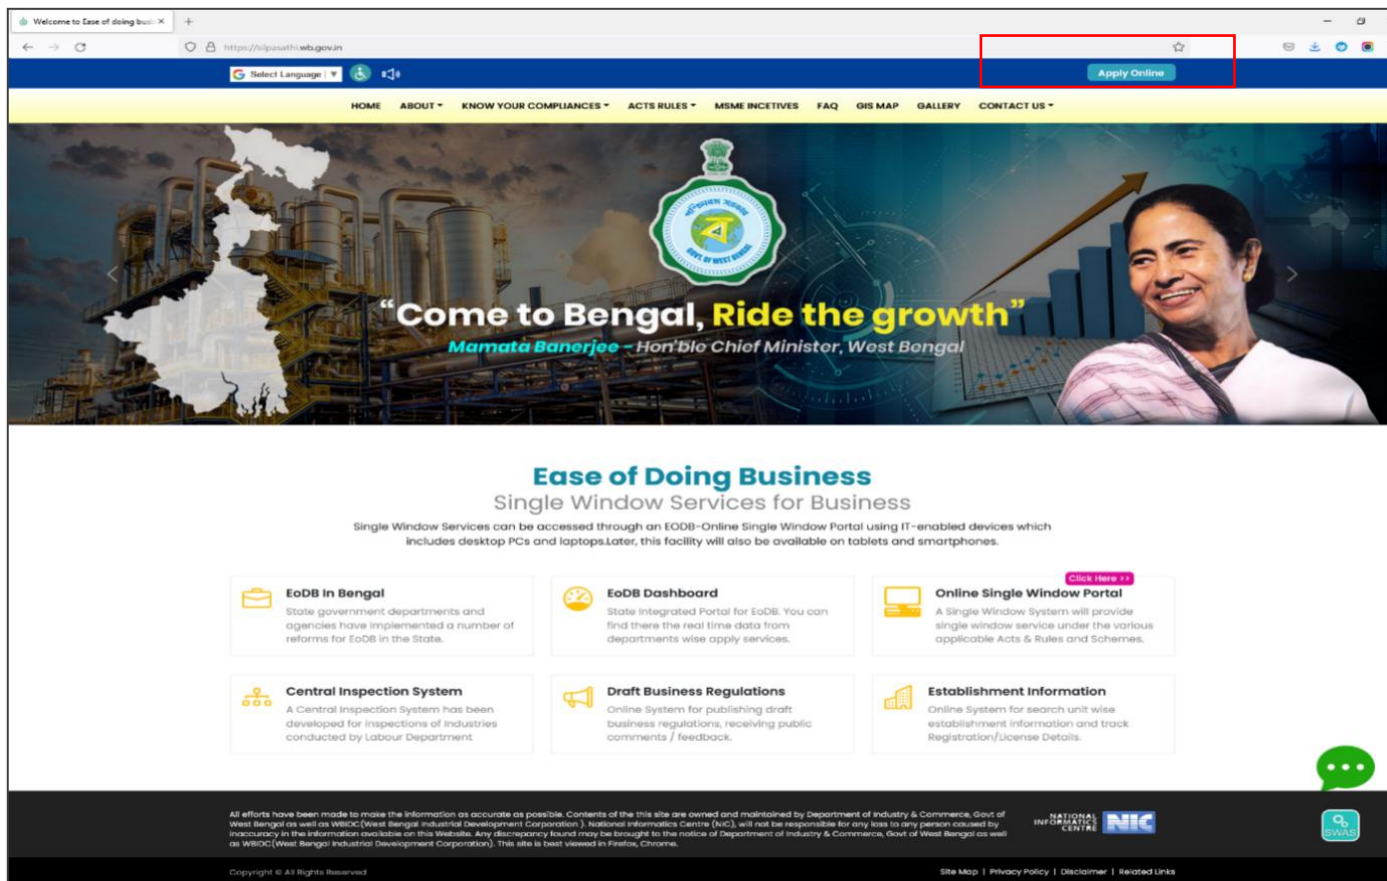 Welcome to Ease of doing busi
https://silpasathi.wb.gov.in
Select Language
Apply Online
HOME ABOUT KNOW YOUR COMPLIANCES ACTS RULES MSME INCETIVES FAQ GIS MAP GALLERY CONTACT US
পশ্চিমবঙ্গ সরকার
ব
GOVT. OF WEST BENGAL
“Come to Bengal, Ride the growth”
Mamata Banerjee - Hon'ble Chief Minister, West Bengal
Ease of Doing Business
Single Window Services for Business
Single Window Services can be accessed through an EODB-Online Single Window Portal using IT-enabled devices which
includes desktop PCs and laptops.Later, this facility will also be available on tablets and smartphones.
EoDB In Bengal
State government departments and
agencies have implemented a number of
reforms for EoDB in the State.
EoDB Dashboard
State Integrated Portal for EoDB. You can
find there the real time data from
departments wise apply services.
Click Here >>
Online Single Window Portal
A Single Window System will provide
single window service under the various
applicable Acts & Rules and Schemes.
Central Inspection System
A Central Inspection System has been
developed for inspections of Industries
conducted by Labour Department
Draft Business Regulations
Online System for publishing draft
business regulations, receiving public
comments / feedback.
Establishment Information
Online System for search unit wise
establishment information and track
Registration/License Details.
All efforts have been made to make the information as accurate as possible. Contents of the this site are owned and maintained by Department of Industry & Commerce, Govt of
West Bengal as well as WBIDC(West Bengal Industrial Development Corporation ). National Informatics Centre (NIC), will not be responsible for any loss to any person caused by
inaccuracy in the information available on this Website. Any discrepancy found may be brought to the notice of Department of Industry & Commerce, Govt of West Bengal as well
as WBIDC(West Bengal Industrial Development Corporation). This site is best viewed in Firefox, Chrome.
NATIONAL
INFORMATICS
CENTRE
NIC
SWAS
Copyright © All Rights Reserved
Site Map | Privacy Policy | Disclaimer | Related Links